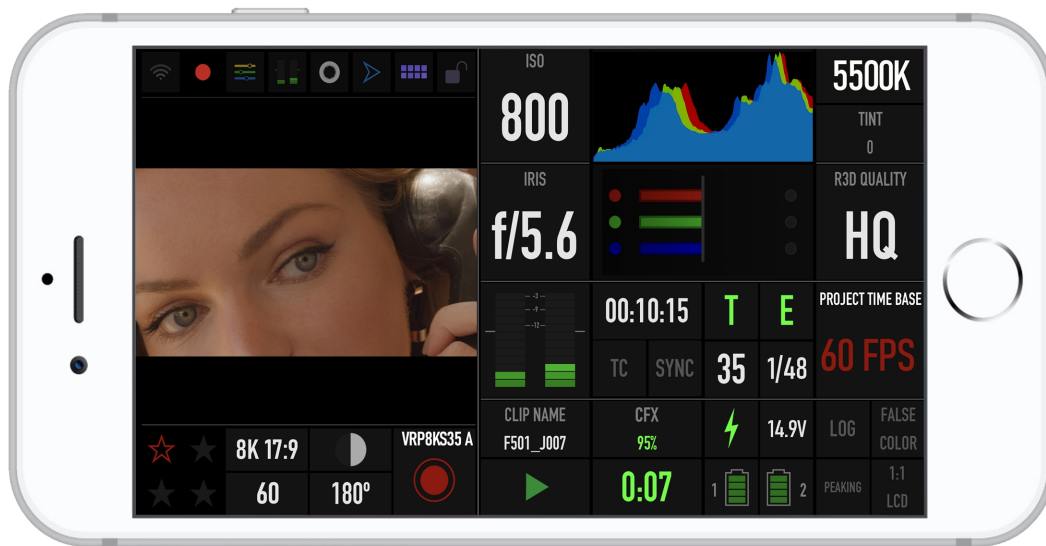 ISO
800
5500K
TINT
0
IRIS
f/5.6
R3D QUALITY
HQ
-3-
-9-
-12-
00:10:15
T
E
PROJECT TIME BASE
60 FPS
TC
SYNC
35
1/48
CLIP NAME
F501_J007
CFX
95%
14.9V
LOG
FALSE
COLOR
8K 17:9
VRP8KS35 A
60
180º
0:07
1
2
PEAKING
1:1
LCD